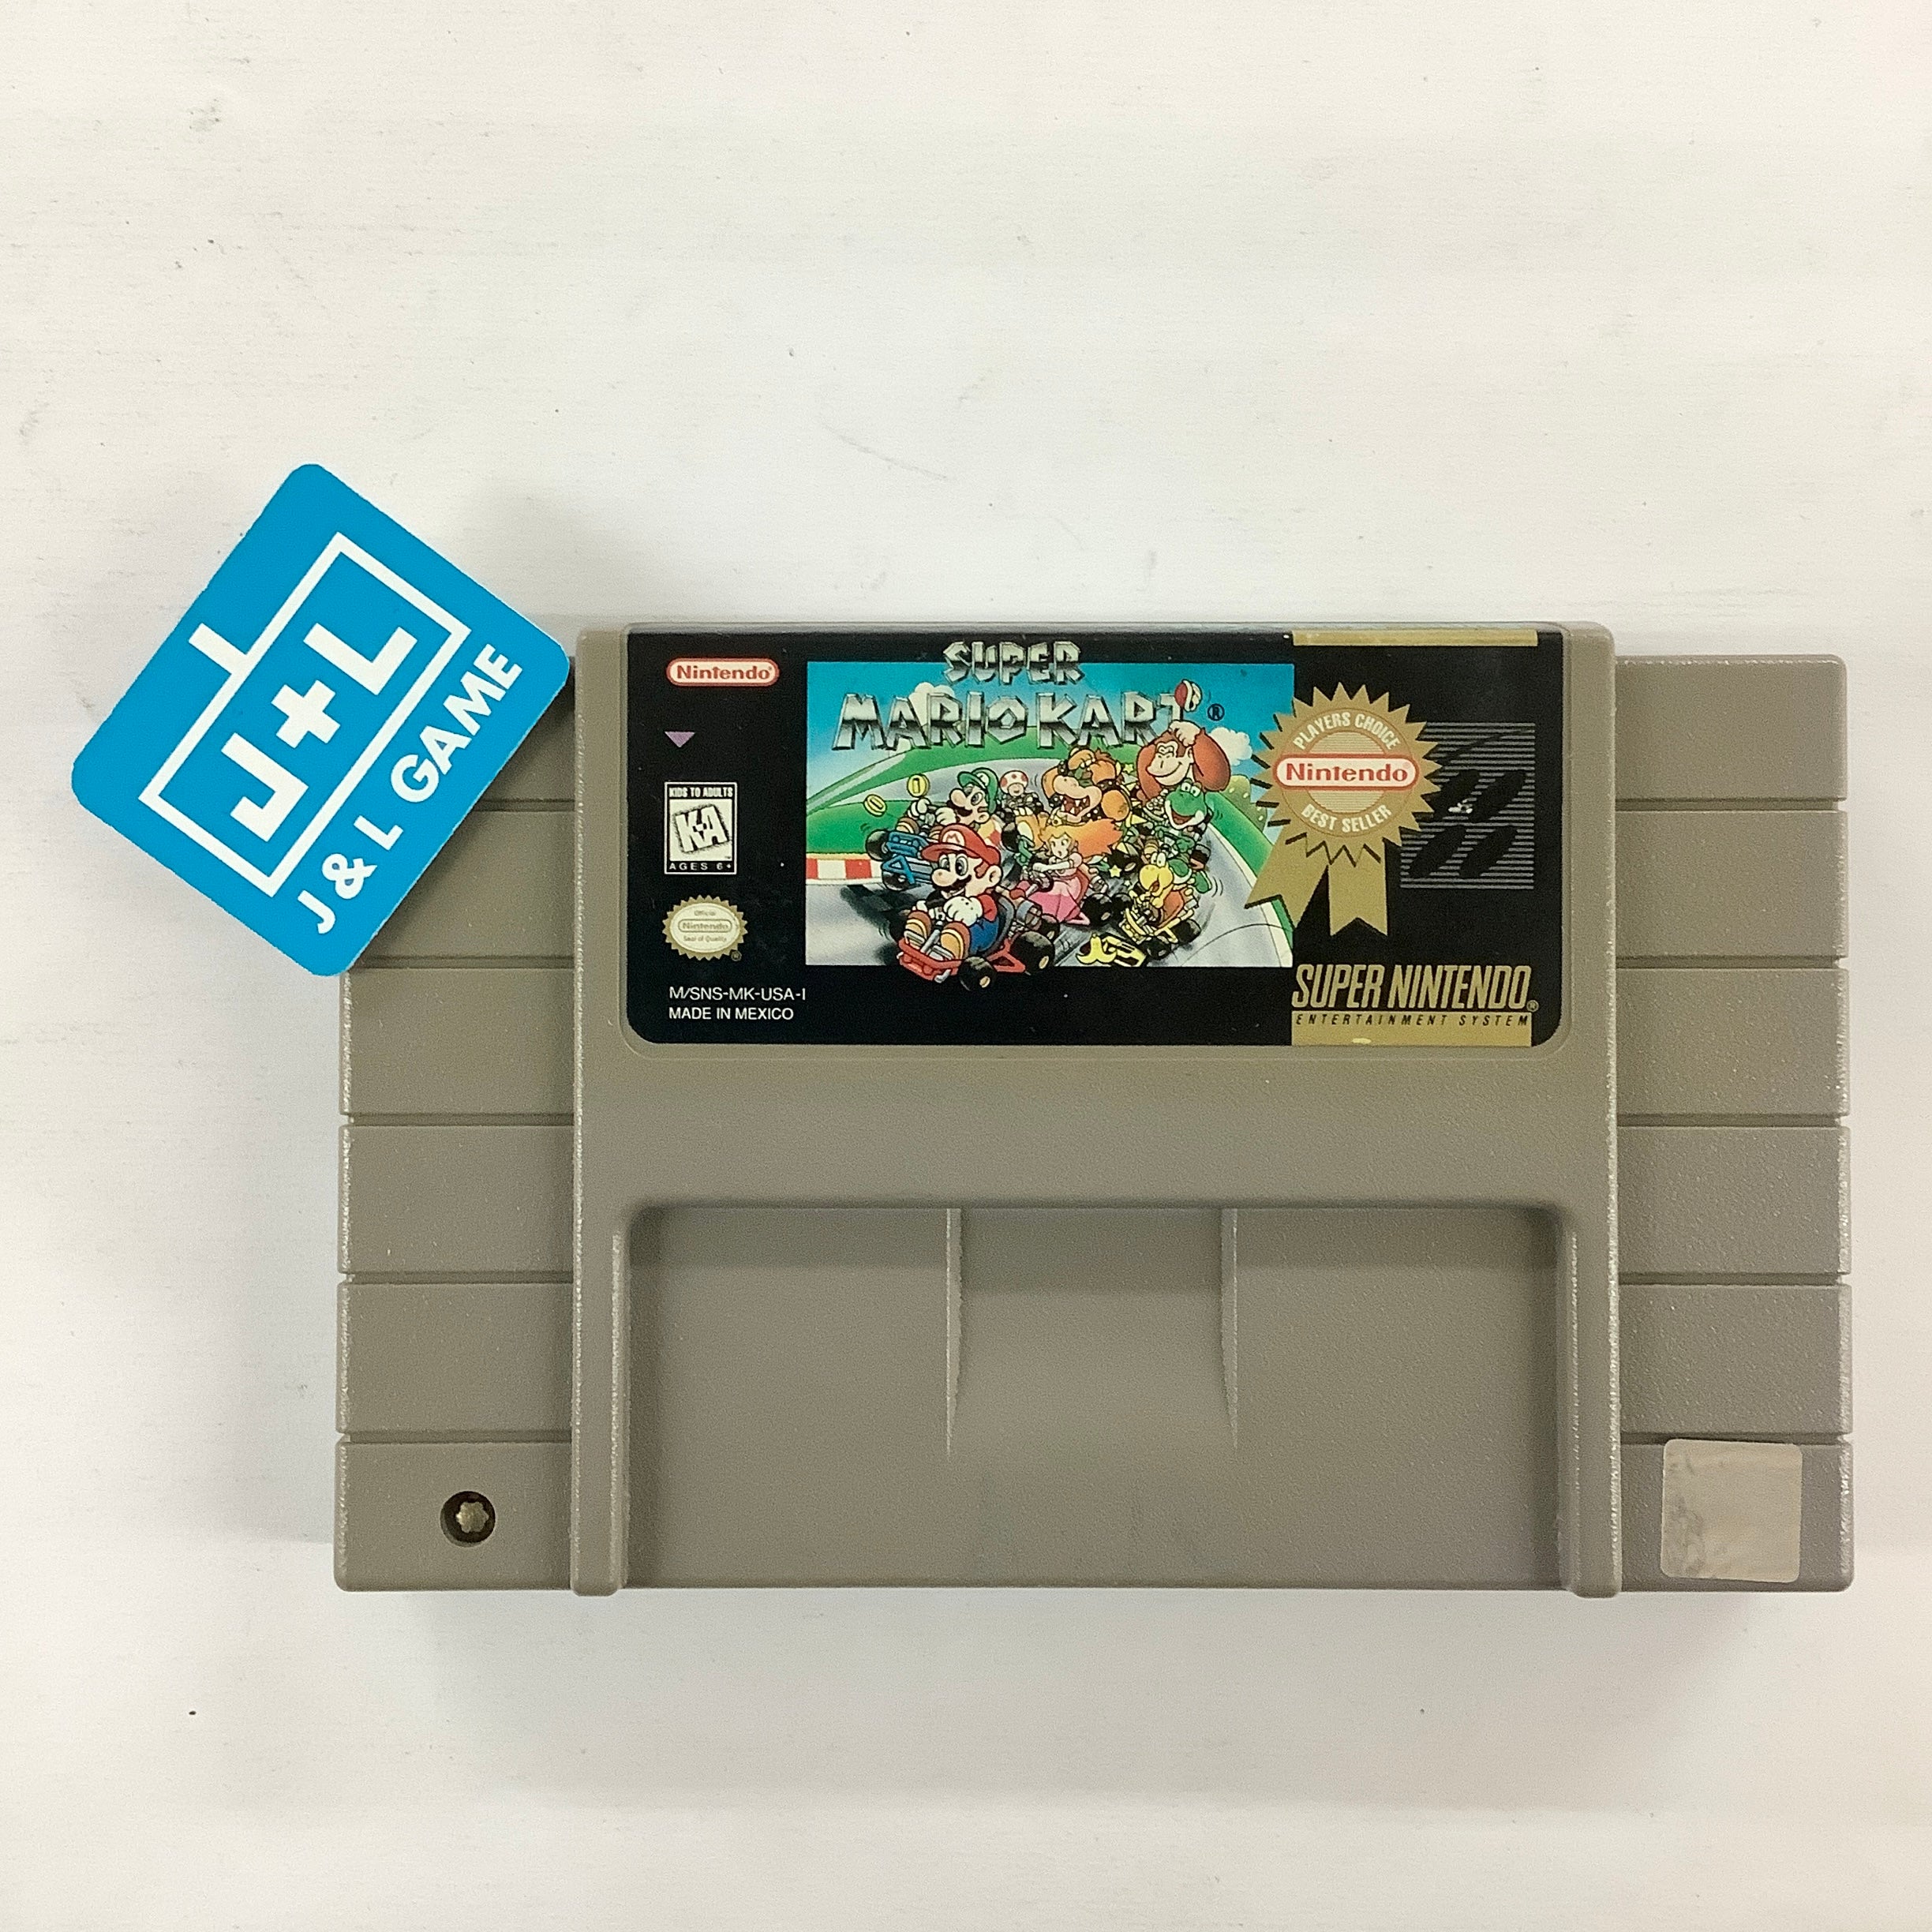 J+L
J & L GAME
Nintendo®
SUPER
MARIO KART®
PLAYERS CHOICE
Nintendo
BEST SELLER
KIDS TO ADULTS
K-A
AGES 6+
Official
Nintendo
Seal of Quality
®
M/SNS-MK-USA-I
MADE IN MEXICO
SUPER NINTENDO®
ENTERTAINMENT SYSTEM